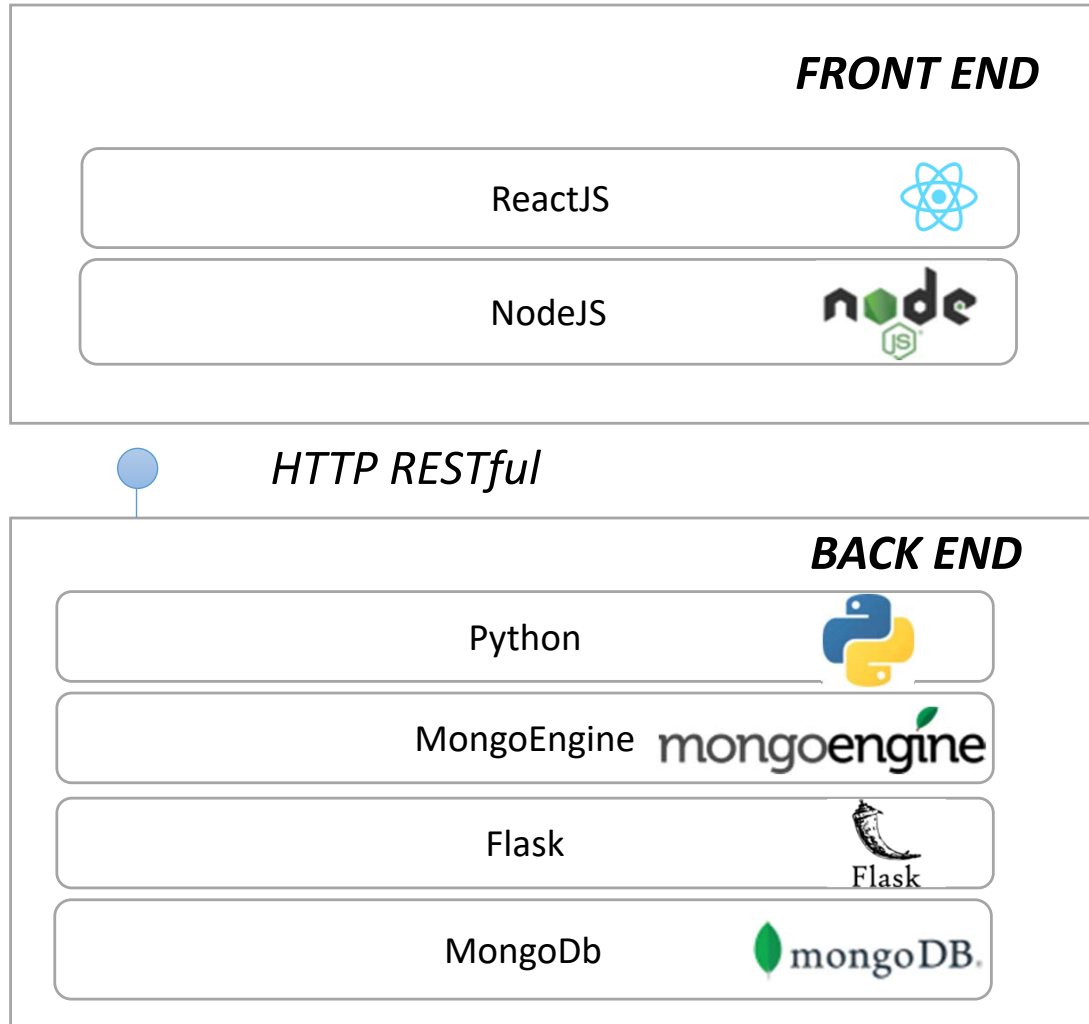 FRONT END
ReactJS
NodeJS
node
JS
HTTP RESTful
BACK END
Python
MongoEngine
mongoengine
Flask
Flask
MongoDb
mongoDB.